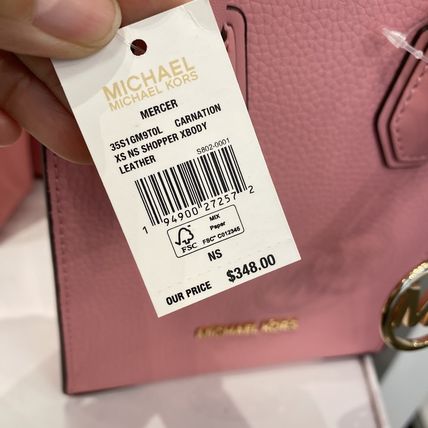 MICHAEL
MICHAEL KORS
MERCER
35S1GM9T0L CARNATION
XS NS SHOPPER XBODY
LEATHER
S802-0001
1 94900 27257 2
FSC
MIX
Paper
FSC® C012345
NS
OUR PRICE $348.00
MICHAEL KORS
M